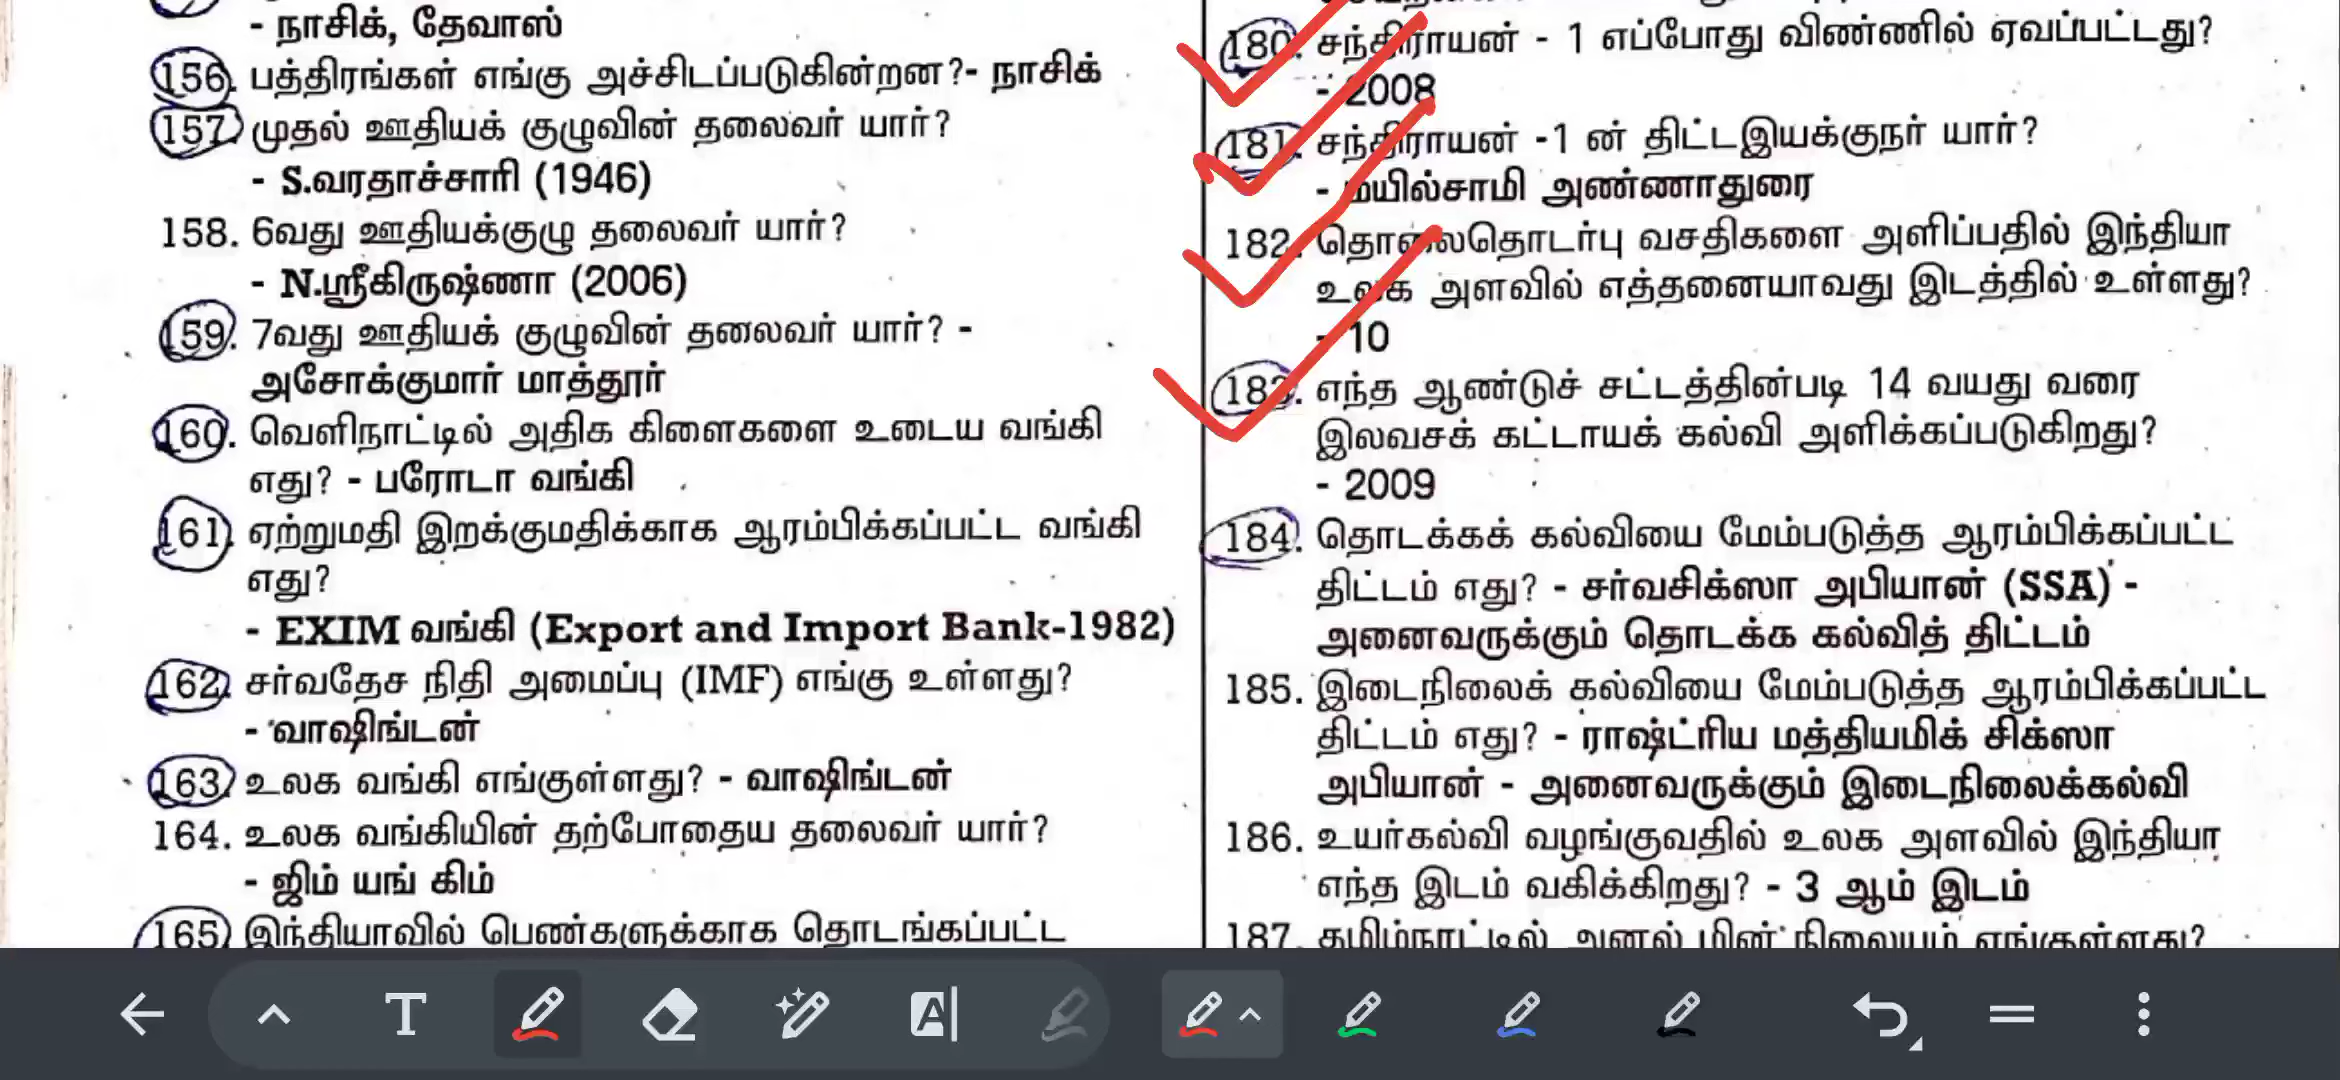 - நாசிக், தேவாஸ்
156. பத்திரங்கள் எங்கு அச்சிடப்படுகின்றன?- நாசிக்
157. முதல் ஊதியக் குழுவின் தலைவர் யார்?
- S.வரதாச்சாரி (1946)
158. 6வது ஊதியக்குழு தலைவர் யார்?
- N.ஸ்ரீகிருஷ்ணா (2006)
159. 7வது ஊதியக் குழுவின் தலைவர் யார்? -
அசோக்குமார் மாத்தூர்
160. வெளிநாட்டில் அதிக கிளைகளை உடைய வங்கி
எது? - பரோடா வங்கி
161. ஏற்றுமதி இறக்குமதிக்காக ஆரம்பிக்கப்பட்ட வங்கி
எது?
- EXIM வங்கி (Export and Import Bank-1982)
162. சர்வதேச நிதி அமைப்பு (IMF) எங்கு உள்ளது?
- வாஷிங்டன்
163. உலக வங்கி எங்குள்ளது? - வாஷிங்டன்
164. உலக வங்கியின் தற்போதைய தலைவர் யார்?
- ஜிம் யங் கிம்
165. இந்தியாவில் பெண்களுக்காக தொடங்கப்பட்ட
180. சந்திராயன் - 1 எப்போது விண்ணில் ஏவப்பட்டது?
- 2008
181. சந்திராயன் -1 ன் திட்டஇயக்குநர் யார்?
- மயில்சாமி அண்ணாதுரை
182. தொலைதொடர்பு வசதிகளை அளிப்பதில் இந்தியா
உலக அளவில் எத்தனையாவது இடத்தில் உள்ளது?
- 10
183. எந்த ஆண்டுச் சட்டத்தின்படி 14 வயது வரை
இலவசக் கட்டாயக் கல்வி அளிக்கப்படுகிறது?
- 2009
184. தொடக்கக் கல்வியை மேம்படுத்த ஆரம்பிக்கப்பட்ட
திட்டம் எது? - சர்வசிக்ஸா அபியான் (SSA) -
அனைவருக்கும் தொடக்க கல்வித் திட்டம்
185. இடைநிலைக் கல்வியை மேம்படுத்த ஆரம்பிக்கப்பட்ட
திட்டம் எது? - ராஷ்ட்ரிய மத்தியமிக் சிக்ஸா
அபியான் - அனைவருக்கும் இடைநிலைக்கல்வி
186. உயர்கல்வி வழங்குவதில் உலக அளவில் இந்தியா
எந்த இடம் வகிக்கிறது? - 3 ஆம் இடம்
187. தமிழ்நாட்டில் அனல் மின் நிலையம் எங்குள்ளது?
T
A